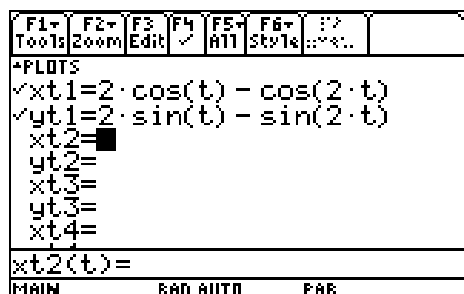 F1 F2 F3 F4 F5 F6
Tools Zoom Edit ✓ All Style
PLOTS
✓xt1=2·cos(t)-cos(2·t)
✓yt1=2·sin(t)-sin(2·t)
xt2=
yt2=
xt3=
yt3=
xt4=
xt2(t)=
MAIN RAD AUTO PAR